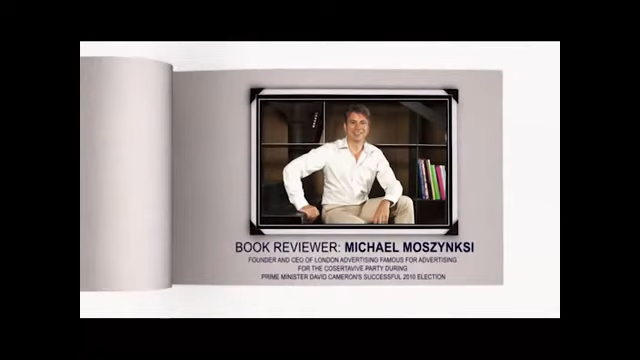 BOOK REVIEWER: MICHAEL MOSZYNKSI
FOUNDER AND CEO OF LONDON ADVERTISING FAMOUS FOR ADVERTISING
FOR THE COSERTAVIVE PARTY DURING
PRIME MINISTER DAVID CAMERON'S SUCCESSFUL 2010 ELECTION